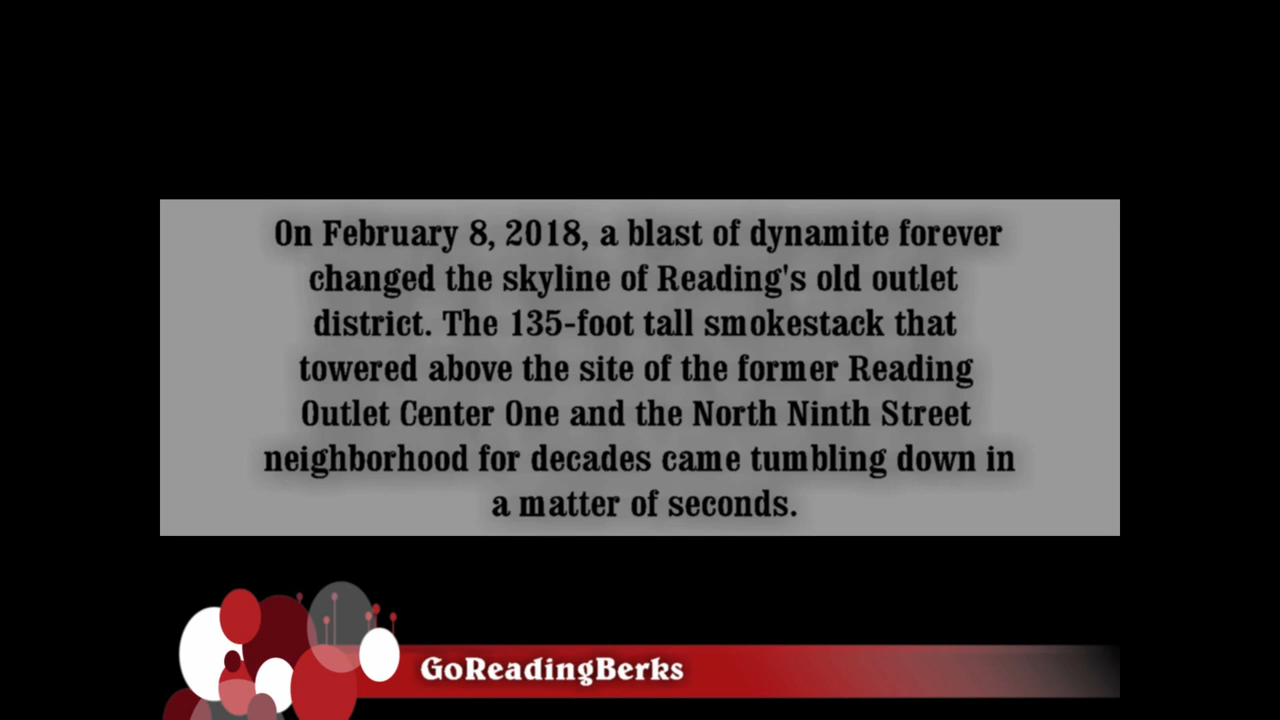 On February 8, 2018, a blast of dynamite forever
changed the skyline of Reading's old outlet
district. The 135-foot tall smokestack that
towered above the site of the former Reading
Outlet Center One and the North Ninth Street
neighborhood for decades came tumbling down in
a matter of seconds.
GoReadingBerks